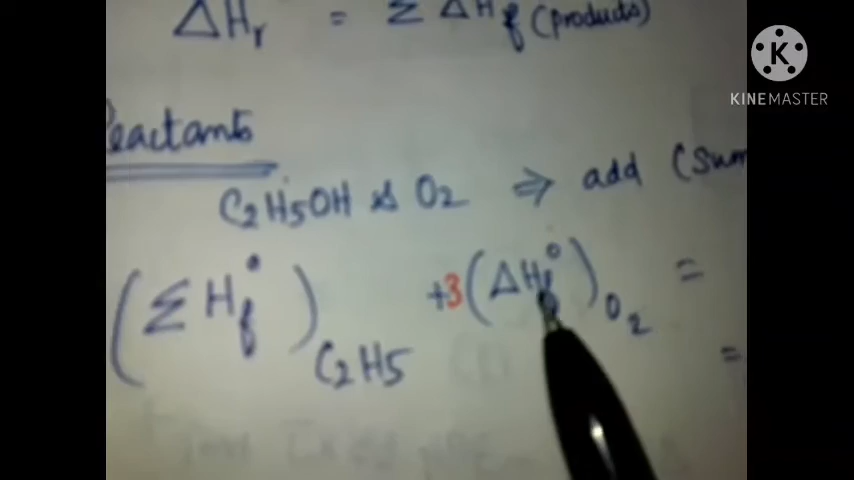 ΔHr = Σ ΔHf (products)
KINEMASTER
Reactants
C2H5OH & O2 ⇒ add (sum
(ΣHf°)C2H5 +3(ΔHf°)O2 =
=